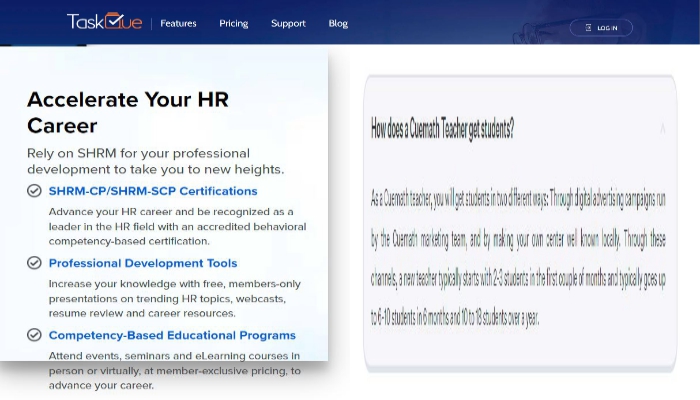 TaskQue
Features
Pricing
Support
Blog
LOG IN
Accelerate Your HR
Career
Rely on SHRM for your professional
development to take you to new heights.
SHRM-CP/SHRM-SCP Certifications
Advance your HR career and be recognized as a
leader in the HR field with an accredited behavioral
competency-based certification.
Professional Development Tools
Increase your knowledge with free, members-only
presentations on trending HR topics, webcasts,
resume review and career resources.
Competency-Based Educational Programs
Attend events, seminars and eLearning courses in
person or virtually, at member-exclusive pricing, to
advance your career.
How does a Cuemath Teacher get students?
As a Cuemath teacher, you will get students in two different ways: Through digital advertising campaigns run
by the Cuemath marketing team, and by making your own center well known locally. Through these
channels, a new teacher typically starts with 2-3 students in the first couple of months and typically goes up
to 6-10 students in 6 months and 10 to 18 students over a year.